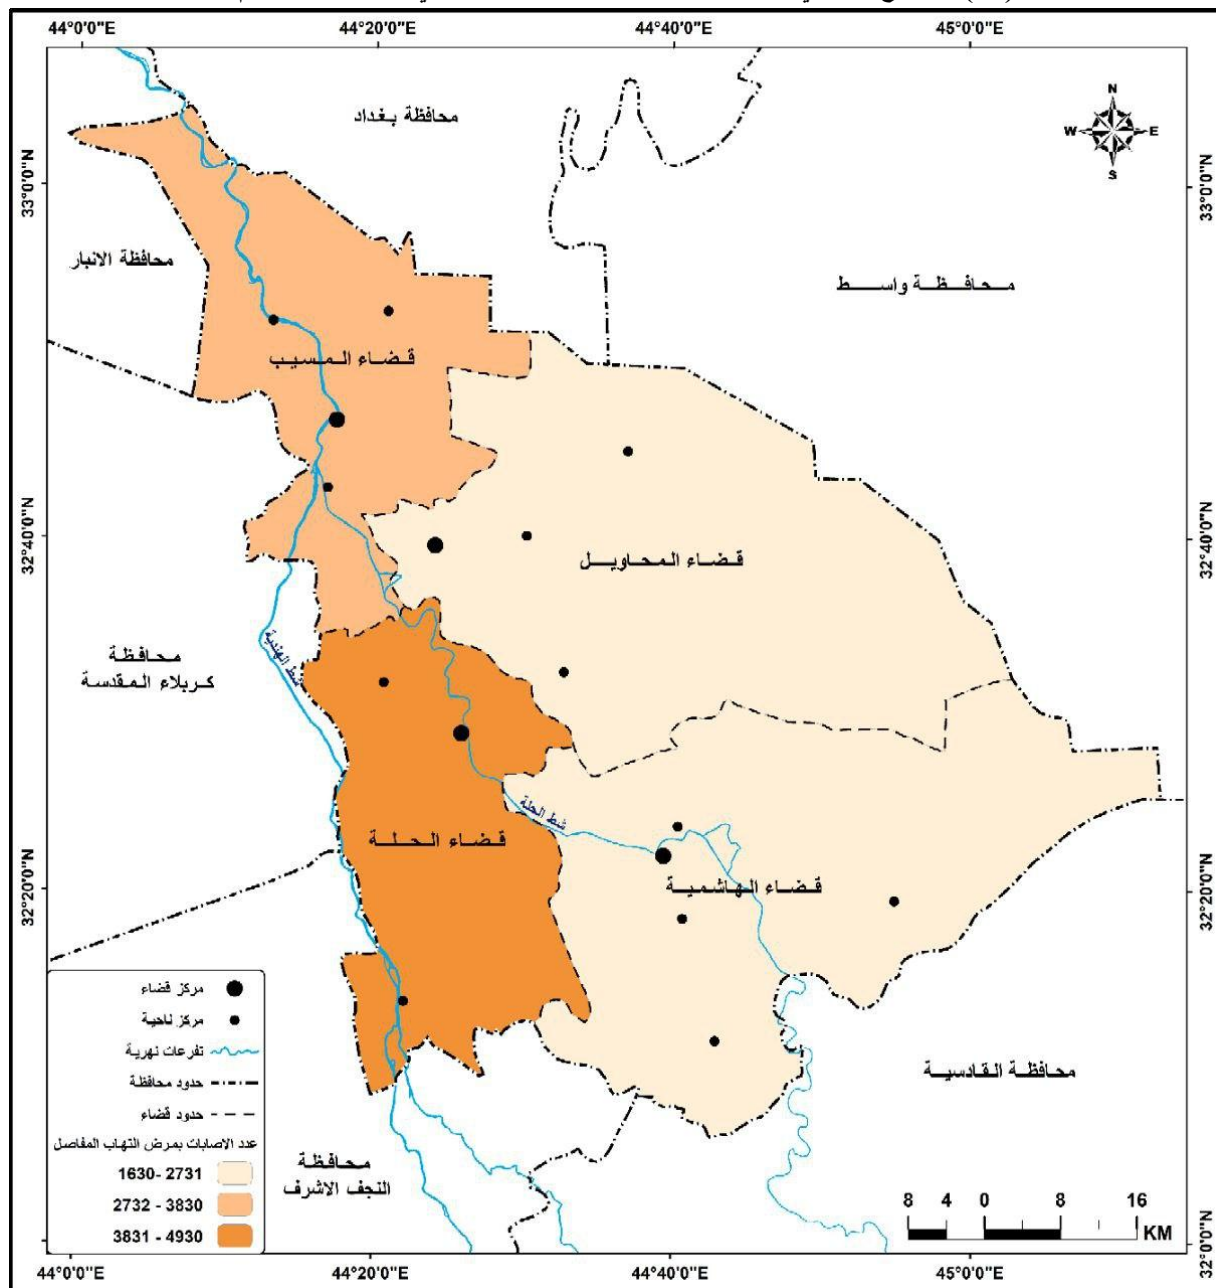 44°0'0"E 44°20'0"E 44°40'0"E 45°0'0"E
N
W E
S
محافظة بغداد
33°0'0"N
33°0'0"N
محافظة الانبار
محافظة واسط
قضاء المسيب
32°40'0"N
32°40'0"N
قضاء المحاويل
شط الهندية
محافظة
كربلاء المقدسة
شط الحلة
قضاء الحلة
قضاء الهاشمية
32°20'0"N
32°20'0"N
مركز قضاء
مركز ناحية
تفرعات نهرية
حدود محافظة
حدود قضاء
عدد الاصابات بمرض التهاب المفاصل
1630- 2731
2732 - 3830
3831 - 4930
محافظة القادسية
محافظة
النجف الاشرف
8 4 0 8 16
KM
32°0'0"N
44°0'0"E 44°20'0"E 44°40'0"E 45°0'0"E